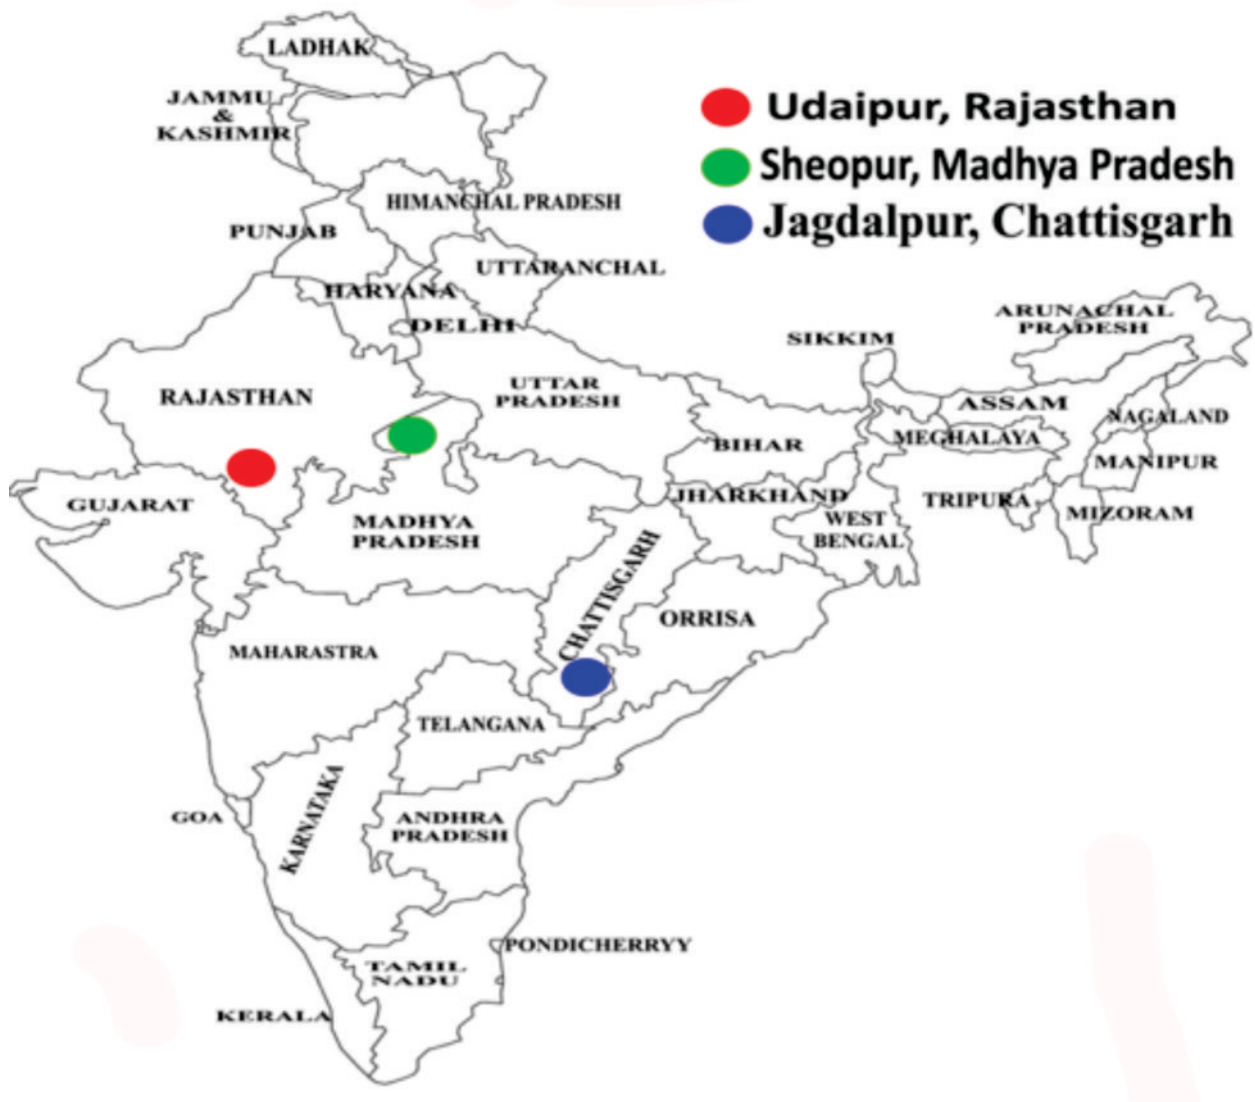 LADHAK
JAMMU
&
KASHMIR
Udaipur, Rajasthan
Sheopur, Madhya Pradesh
Jagdalpur, Chattisgarh
HIMANCHAL PRADESH
PUNJAB
UTTARANCHAL
HARYANA
DELHI
ARUNACHAL
PRADESH
SIKKIM
RAJASTHAN
UTTAR
PRADESH
ASSAM
NAGALAND
BIHAR
MEGHALAYA
MANIPUR
GUJARAT
JHARKHAND
TRIPURA
MIZORAM
MADHYA
PRADESH
WEST
BENGAL
CHATTISGARH
ORRISA
MAHARASTRA
TELANGANA
KARNATAKA
GOA
ANDHRA
PRADESH
PONDICHERRYY
TAMIL
NADU
KERALA